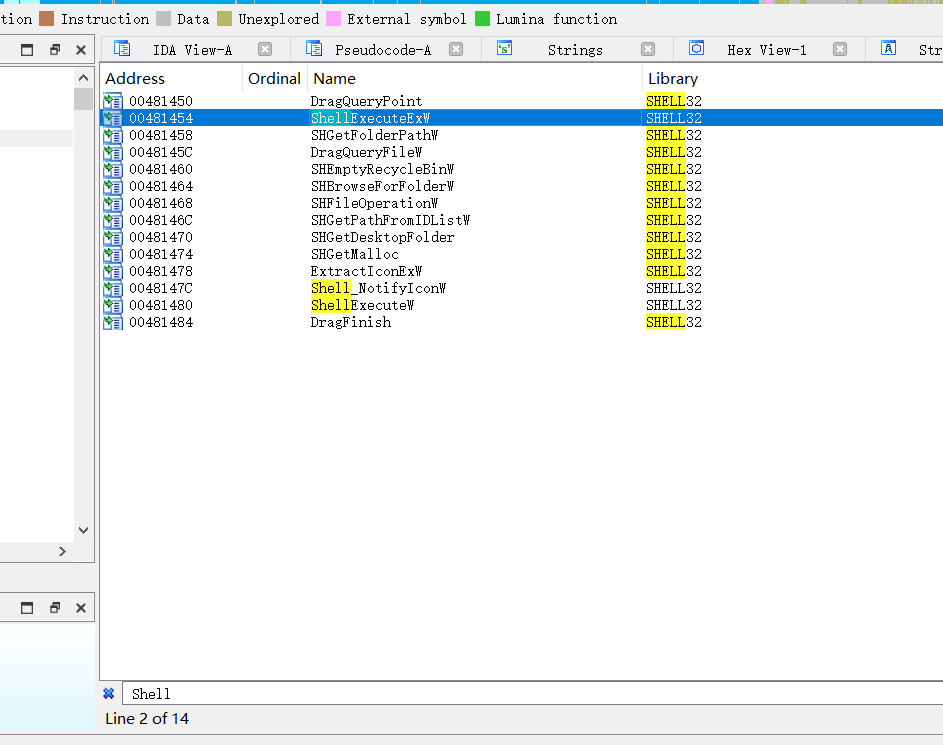 tion Instruction Data Unexplored External symbol Lumina function
IDA View-A Pseudocode-A 's' Strings Hex View-1 A Str
Address Ordinal Name Library
00481450 DragQueryPoint SHELL32
00481454 ShellExecuteExW SHELL32
00481458 SHGetFolderPathW SHELL32
0048145C DragQueryFileW SHELL32
00481460 SHEmptyRecycleBinW SHELL32
00481464 SHBrowseForFolderW SHELL32
00481468 SHFileOperationW SHELL32
0048146C SHGetPathFromIDListW SHELL32
00481470 SHGetDesktopFolder SHELL32
00481474 SHGetMalloc SHELL32
00481478 ExtractIconExW SHELL32
0048147C Shell_NotifyIconW SHELL32
00481480 ShellExecuteW SHELL32
00481484 DragFinish SHELL32
Shell
Line 2 of 14